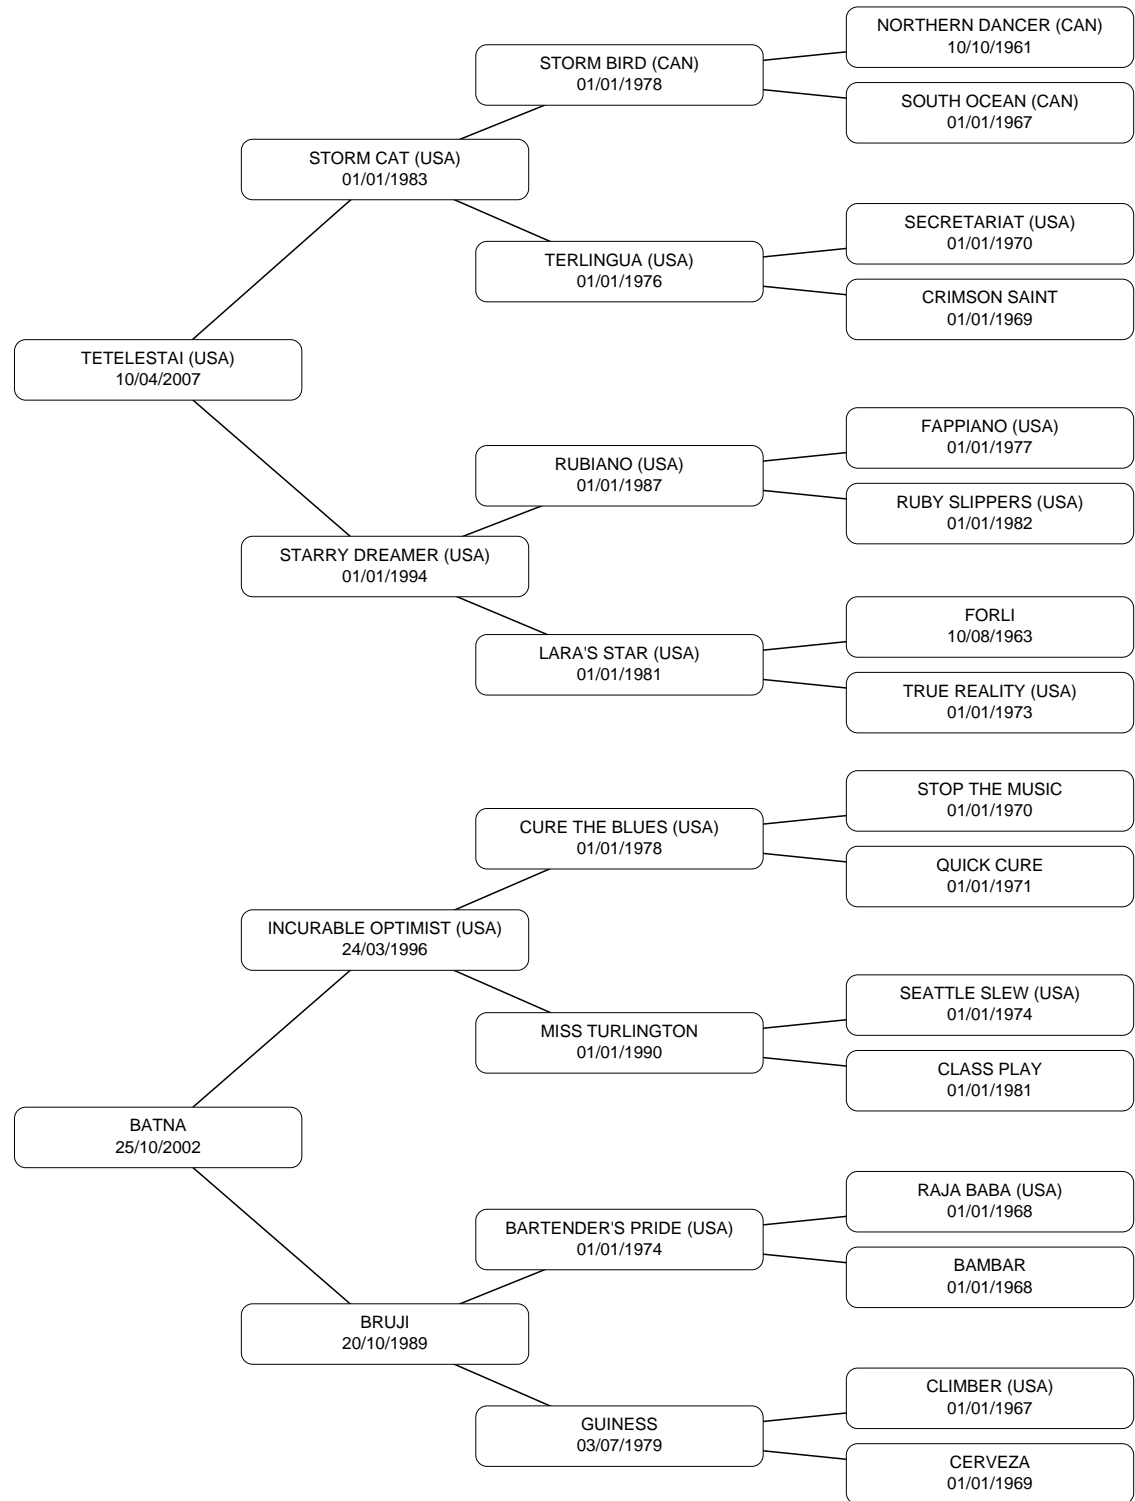 NORTHERN DANCER (CAN)
10/10/1961
STORM BIRD (CAN)
01/01/1978
SOUTH OCEAN (CAN)
01/01/1967
STORM CAT (USA)
01/01/1983
SECRETARIAT (USA)
01/01/1970
TERLINGUA (USA)
01/01/1976
CRIMSON SAINT
01/01/1969
TETELESTAI (USA)
10/04/2007
FAPPIANO (USA)
01/01/1977
RUBIANO (USA)
01/01/1987
RUBY SLIPPERS (USA)
01/01/1982
STARRY DREAMER (USA)
01/01/1994
FORLI
10/08/1963
LARA'S STAR (USA)
01/01/1981
TRUE REALITY (USA)
01/01/1973
STOP THE MUSIC
01/01/1970
CURE THE BLUES (USA)
01/01/1978
QUICK CURE
01/01/1971
INCURABLE OPTIMIST (USA)
24/03/1996
SEATTLE SLEW (USA)
01/01/1974
MISS TURLINGTON
01/01/1990
CLASS PLAY
01/01/1981
BATNA
25/10/2002
RAJA BABA (USA)
01/01/1968
BARTENDER'S PRIDE (USA)
01/01/1974
BAMBAR
01/01/1968
BRUJI
20/10/1989
CLIMBER (USA)
01/01/1967
GUINESS
03/07/1979
CERVEZA
01/01/1969